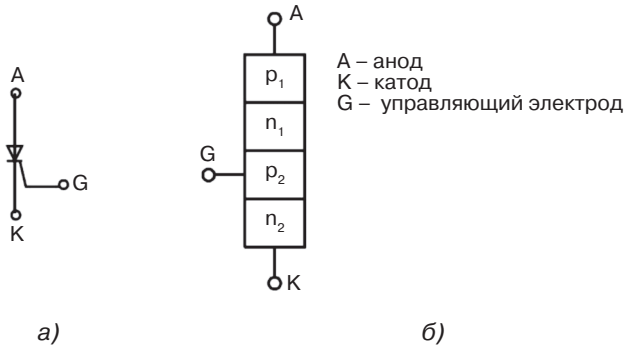 A
K
G
а)
A
p₁
n₁
p₂
n₂
G
K
б)
A – анод
K – катод
G – управляющий электрод